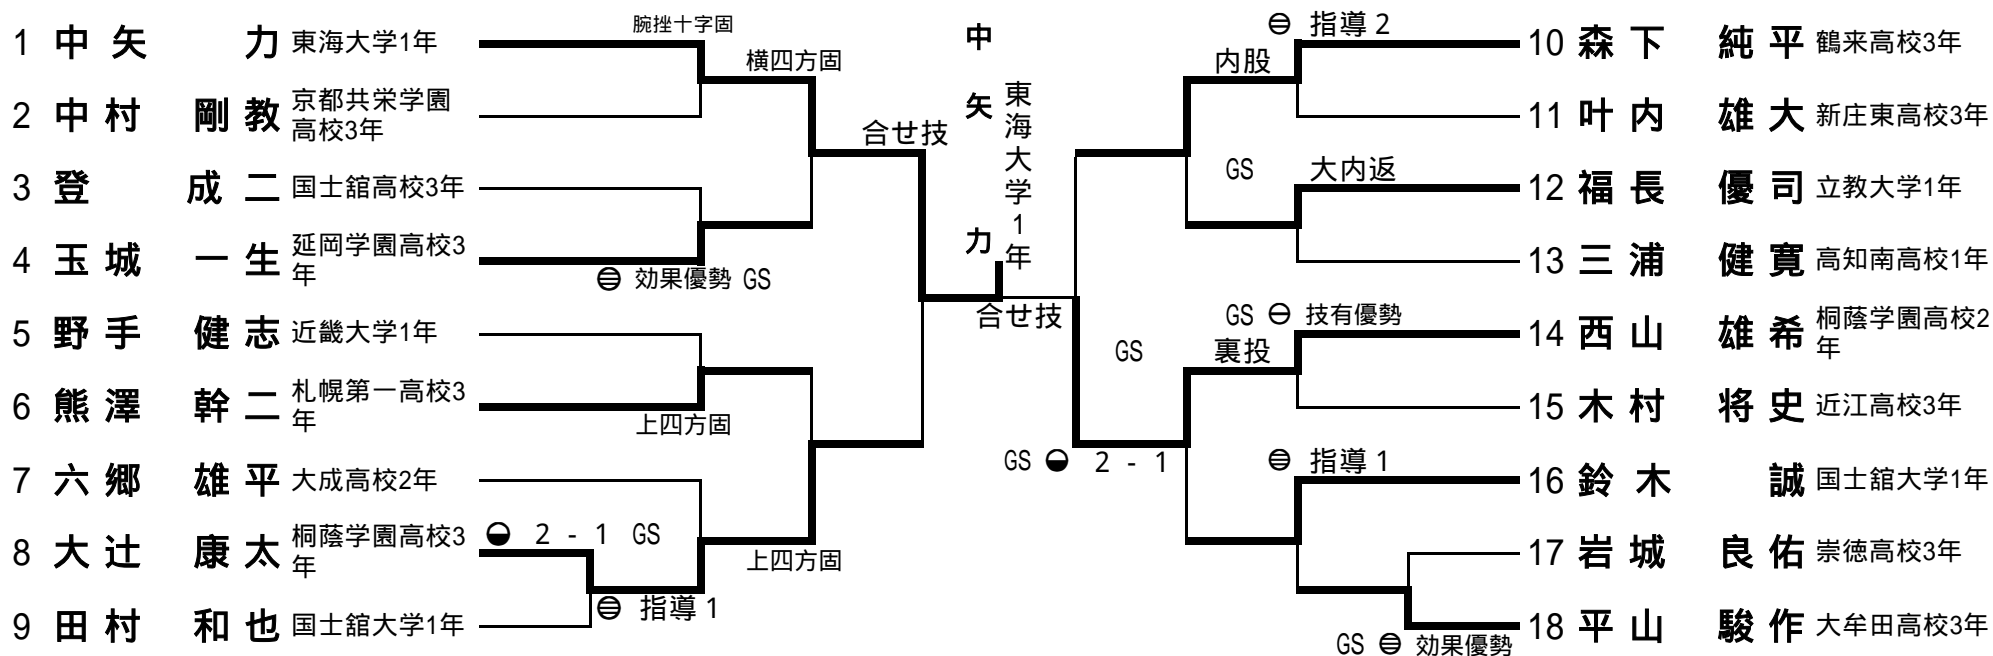 1 中矢 力 東海大学1年
2 中村 剛教 京都共栄学園
高校3年
3 登 成二 国士舘高校3年
4 玉城 一生 延岡学園高校3
年
5 野手 健志 近畿大学1年
6 熊澤 幹二 札幌第一高校3
年
7 六郷 雄平 大成高校2年
8 大辻 康太 桐蔭学園高校3
年
9 田村 和也 国士舘大学1年
腕挫十字固
横四方固
合せ技
効果優勢 GS
上四方固
2 - 1 GS
上四方固
指導1
中矢 力
東海大学1年
合せ技
指導2
内股
GS
大内返
GS 技有優勢
裏投
GS
GS 2 - 1
指導1
GS 効果優勢
10 森下 純平 鶴来高校3年
11 叶内 雄大 新庄東高校3年
12 福長 優司 立教大学1年
13 三浦 健寛 高知南高校1年
14 西山 雄希 桐蔭学園高校2
年
15 木村 将史 近江高校3年
16 鈴木 誠 国士舘大学1年
17 岩城 良佑 崇徳高校3年
18 平山 駿作 大牟田高校3年